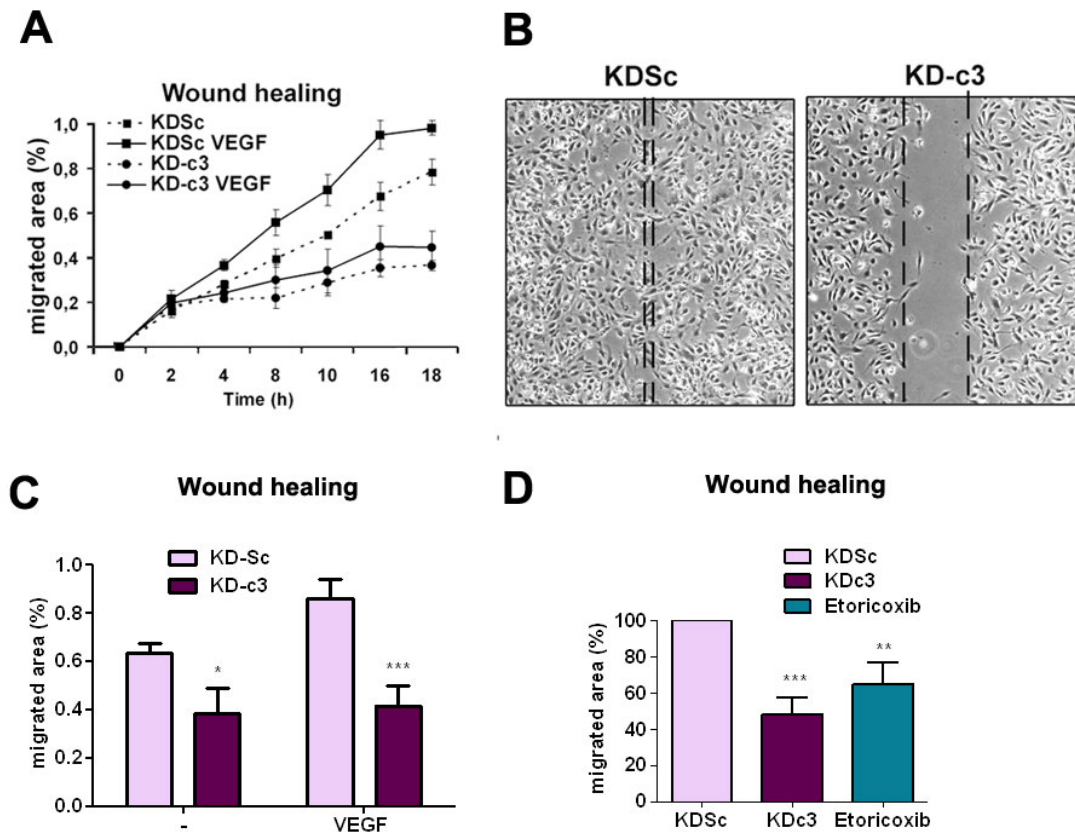 A
Wound healing
KDSc
KDSc VEGF
KD-c3
KD-c3 VEGF
migrated area (%)
1,0
0,8
0,6
0,4
0,2
0,0
0 2 4 8 10 16 18
Time (h)
B
KDSc KD-c3
C
Wound healing
KD-Sc
KD-c3
migrated area (%)
1.0
0.8
0.6
0.4
0.2
0.0
* ***
- VEGF
D
Wound healing
KDSc
KDc3
Etoricoxib
migrated area (%)
100
80
60
40
20
0
*** **
KDSc KDc3 Etoricoxib